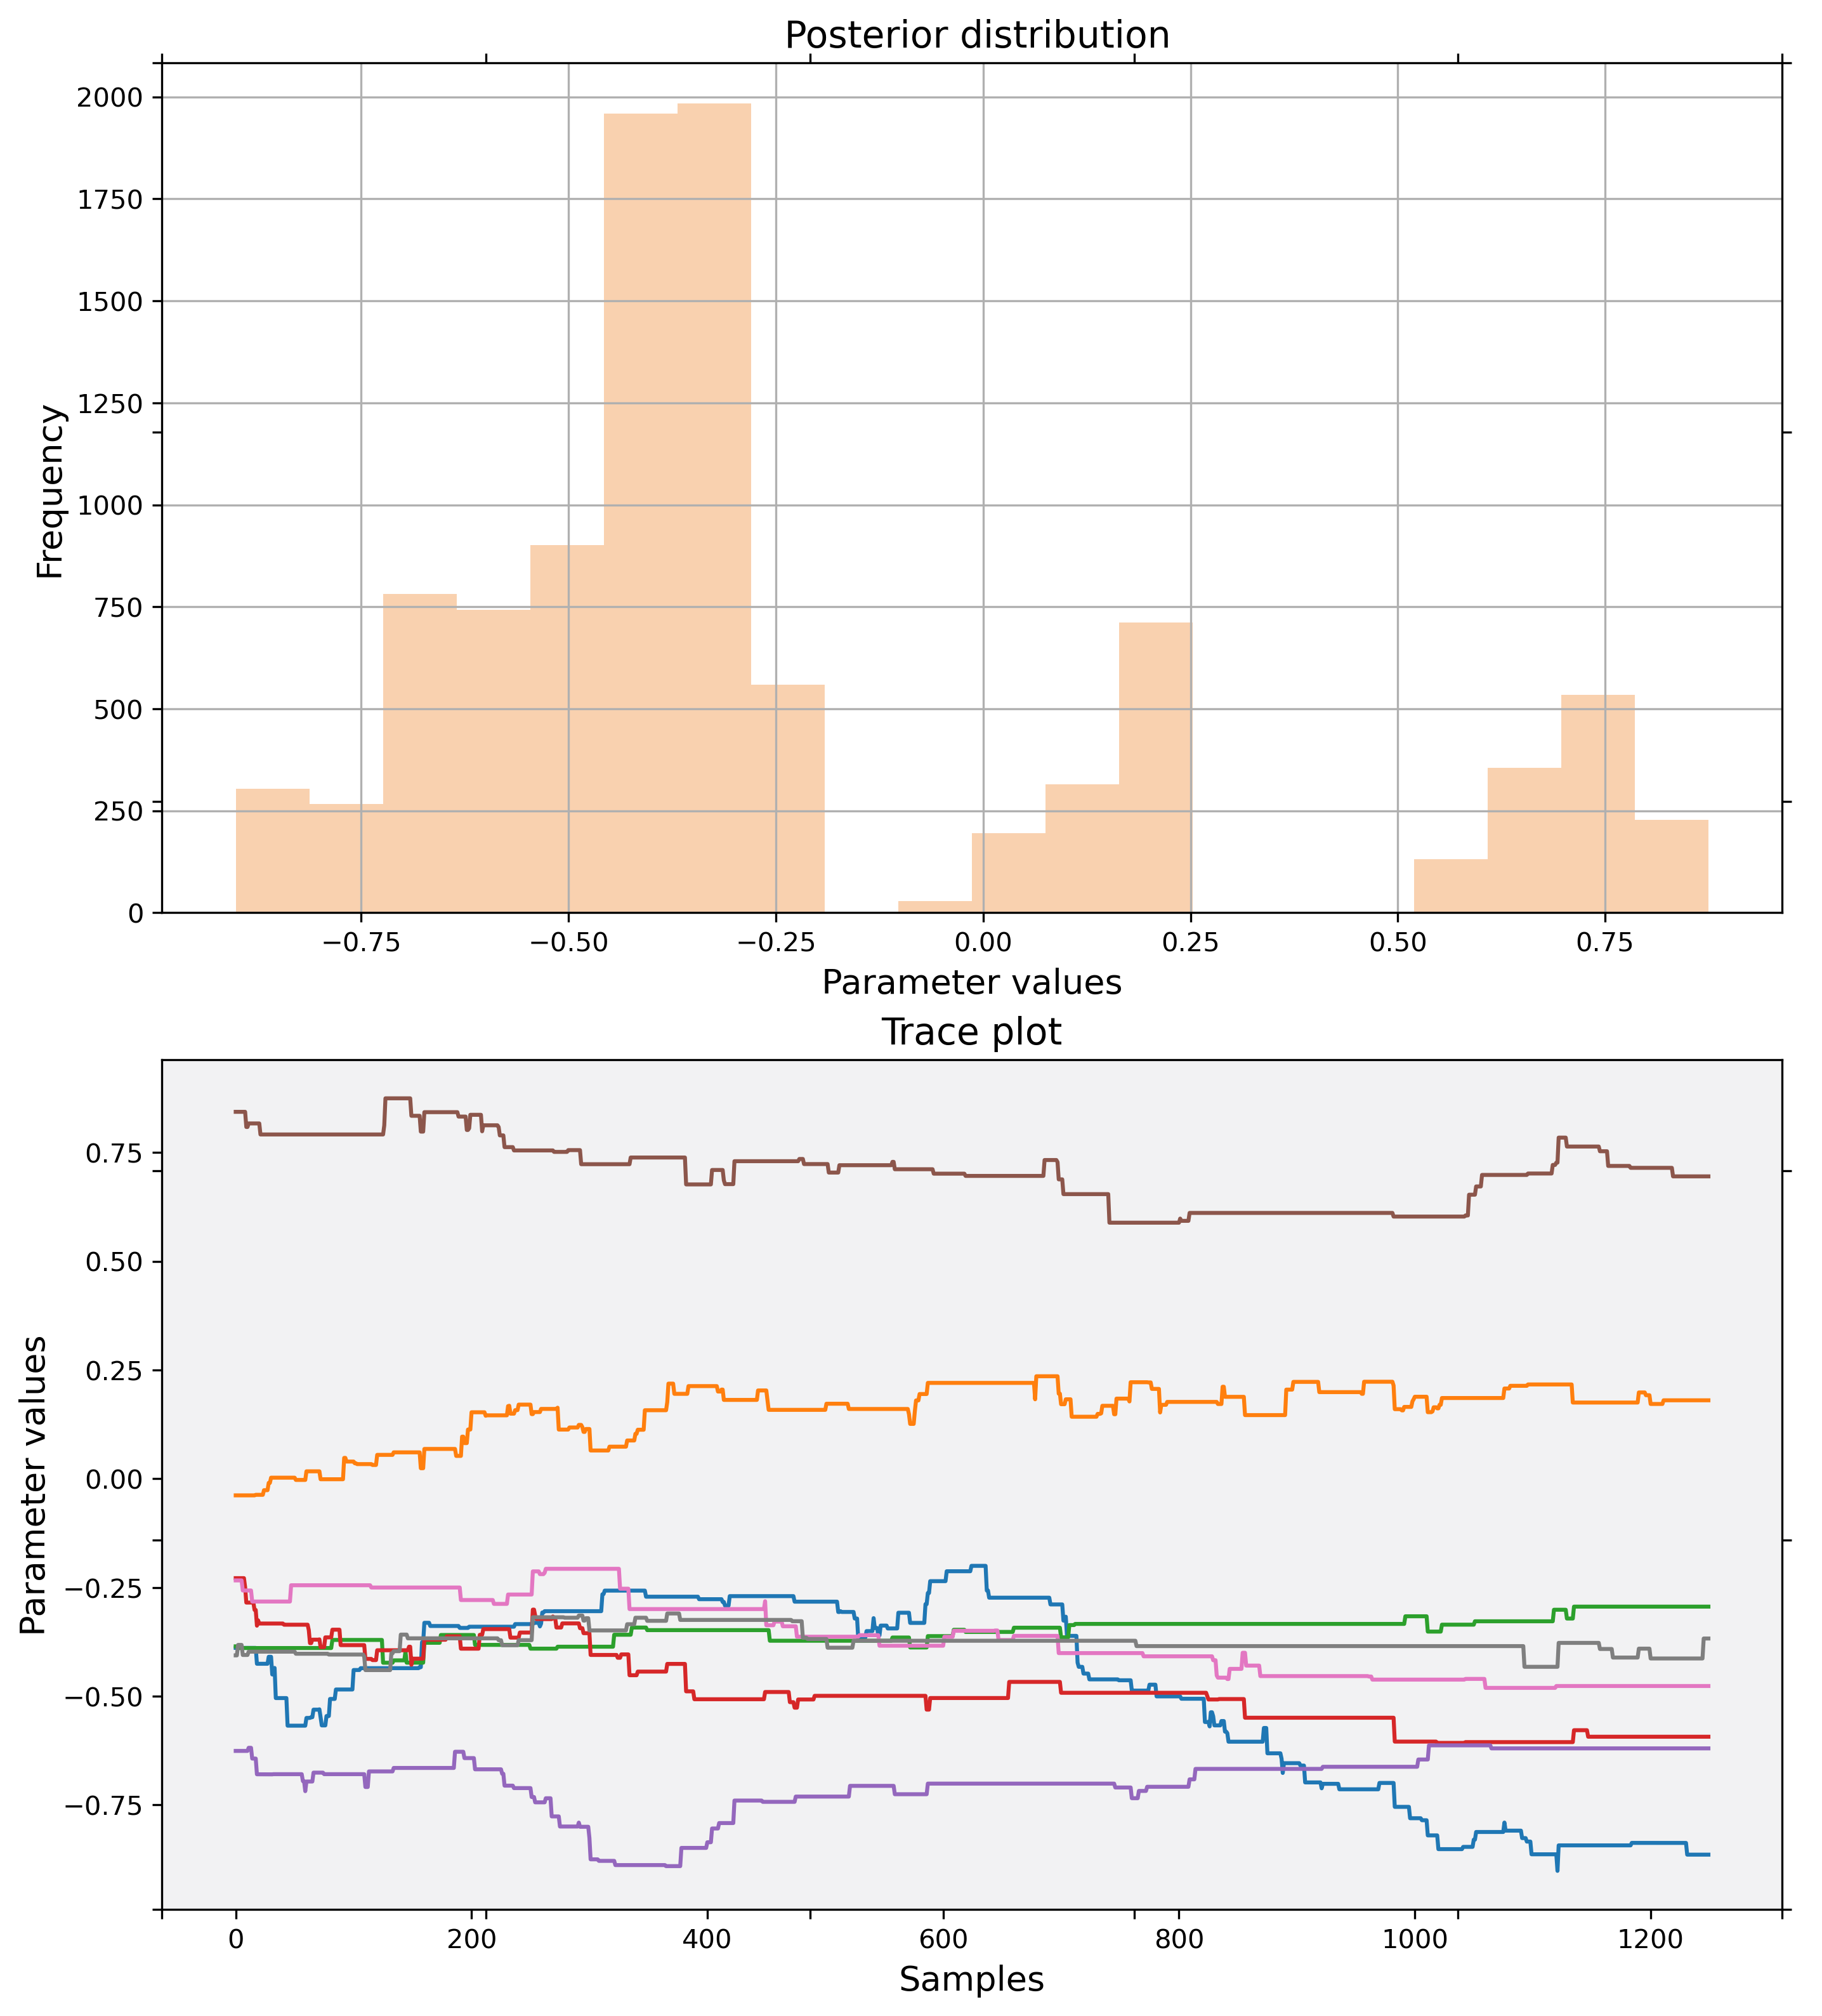 Posterior distribution
2000
1750
1500
1250
1000
750
500
250
0
Frequency
−0.75 −0.50 −0.25 0.00 0.25 0.50 0.75
Parameter values
Trace plot
0.75
0.50
0.25
0.00
−0.25
−0.50
−0.75
Parameter values
0 200 400 600 800 1000 1200
Samples